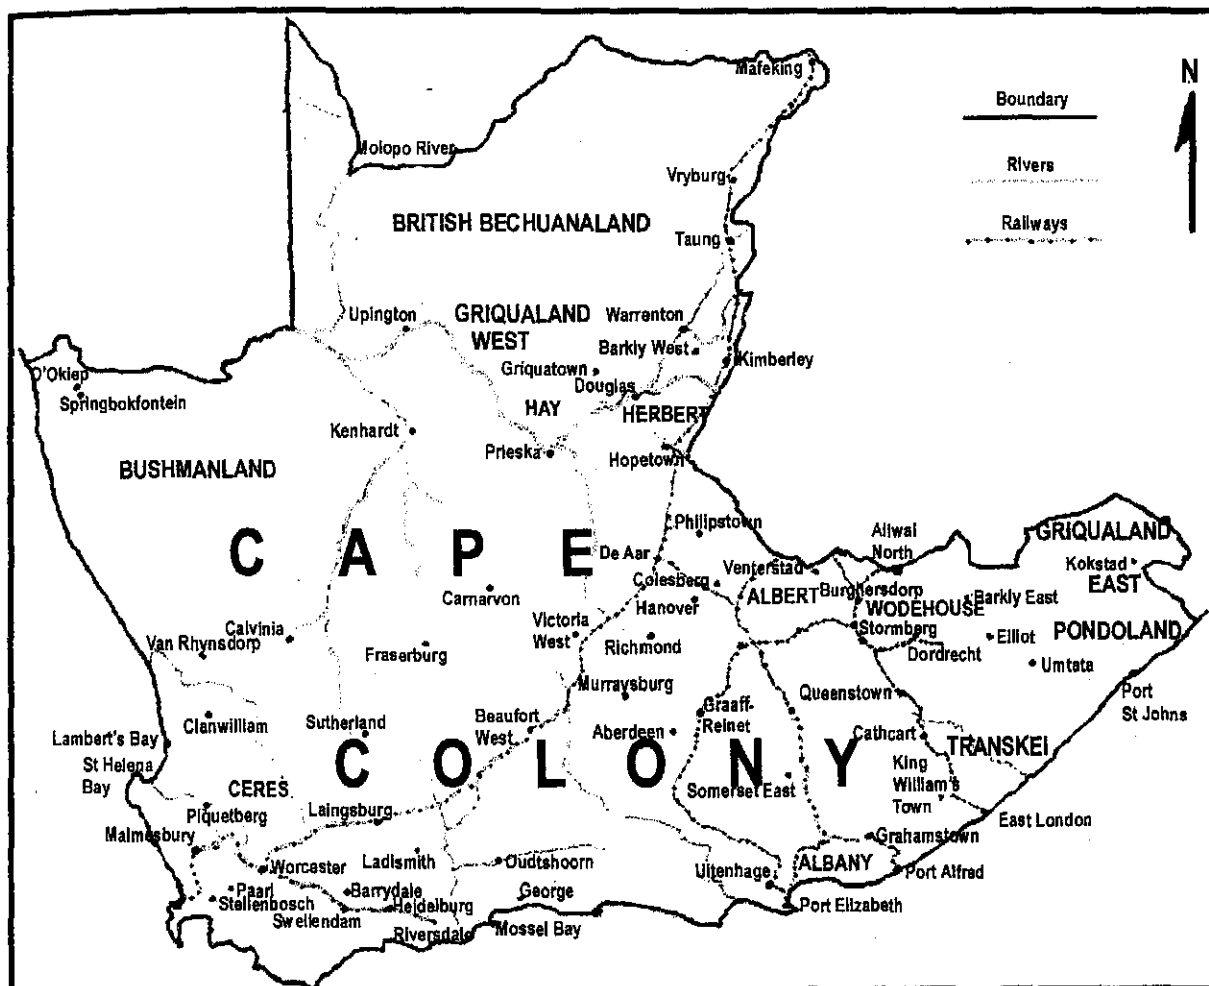 Mafeking
N
Boundary
Molopo River
Rivers
Vryburg
BRITISH BECHUANALAND
Railways
Taung
Upington
GRIQUALAND
WEST
Warrenton
Barkly West
Kimberley
Griquatown
O'Okiep
Springbokfontein
Douglas
HAY
HERBERT
Kenhardt
Prieska
Hopetown
BUSHMANLAND
CAPE
Philipstown
Aliwal
North
GRIQUALAND
EAST
Kokstad
De Aar
Venterstad
Colesberg
Burghersdorp
Carnarvon
Hanover
ALBERT
WODEHOUSE
Barkly East
Victoria
West
Calvinia
Van Rhynsdorp
Fraserburg
Richmond
Stormberg
Dordrecht
Elliot
PONDOLAND
Umtata
Murraysburg
Queenstown
Port
St Johns
Clanwilliam
Sutherland
Beaufort
West
Aberdeen
Graaff-
Reinet
Cathcart
TRANSKEI
Lambert's Bay
St Helena
Bay
COLONY
CERES
Somerset East
King
William's
Town
Piquetberg
Laingsburg
East London
Malmesbury
Grahamstown
Worcester
Ladismith
Oudtshoorn
Uitenhage
ALBANY
Port Alfred
Paarl
Stellenbosch
Barrydale
George
Swellendam
Heidelburg
Port Elizabeth
Riversdale
Mossel Bay